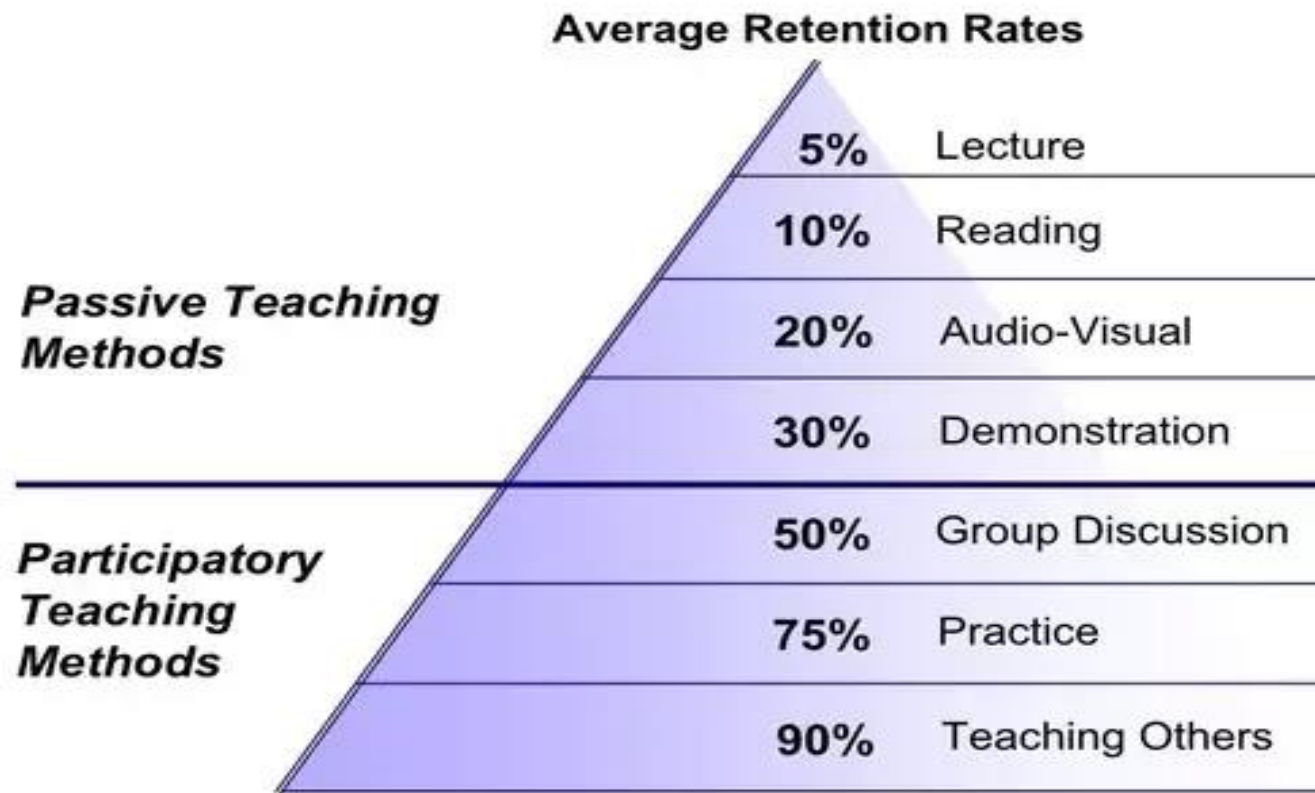 Average Retention Rates
5% Lecture
10% Reading
20% Audio-Visual
30% Demonstration
Passive Teaching
Methods
50% Group Discussion
75% Practice
90% Teaching Others
Participatory
Teaching
Methods